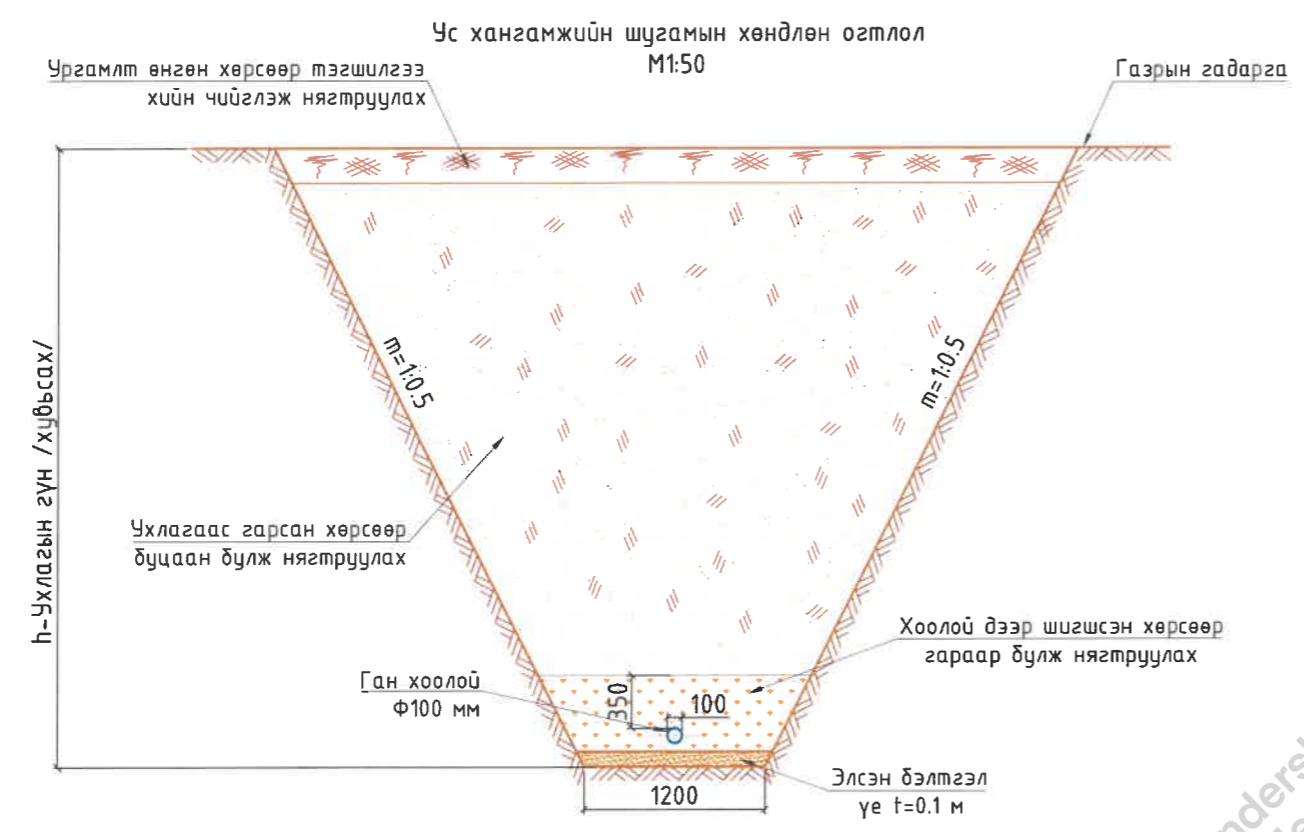 Ус хангамжийн шугамын хөндлөн огтлол
М1:50
Ургамлт өнгөн хөрсөөр тэгшилгээ
хийн чийглэж нягтруулах
Газрын гадарга
m=1:0.5
m=1:0.5
h-Ухлагын гүн /хувьсах/
Ухлагаас гарсан хөрсөөр
буцаан булж нягтруулах
Хоолой дээр шигшсэн хөрсөөр
гараар булж нягтруулах
Ган хоолой
Ф100 мм
350
100
Элсэн бэлтгэл
үе t=0.1 м
1200